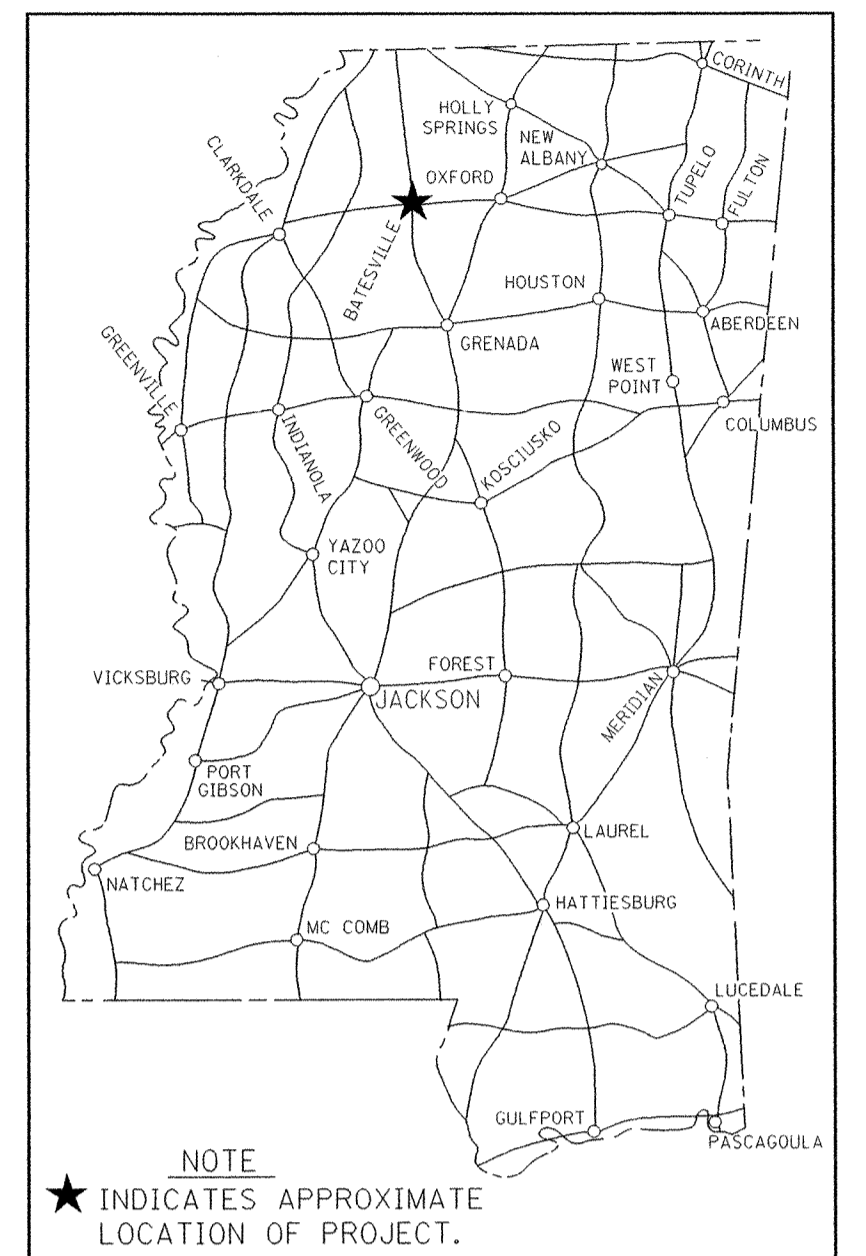 CORINTH
HOLLY
SPRINGS
NEW
ALBANY
CLARKDALE
OXFORD
TUPELO
FULTON
BATESVILLE
HOUSTON
ABERDEEN
GRENADA
GREENVILLE
WEST
POINT
COLUMBUS
INDIANOLA
GREENWOOD
KOSCIUSKO
YAZOO
CITY
VICKSBURG
FOREST
JACKSON
MERIDIAN
PORT
GIBSON
BROOKHAVEN
LAUREL
NATCHEZ
HATTIESBURG
MC COMB
LUCEDALE
GULFPORT
PASCAGOULA
NOTE
INDICATES APPROXIMATE
LOCATION OF PROJECT.